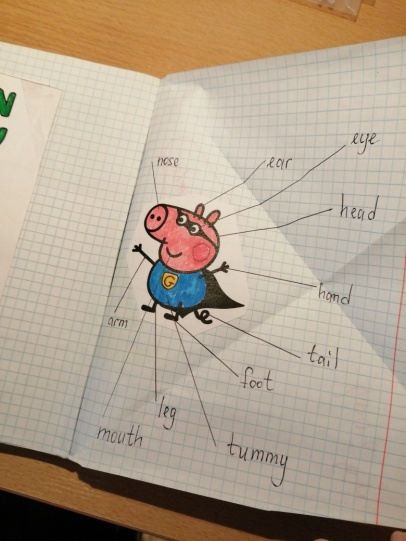 N
eye
nose
ear
head
G
hand
arm
tail
foot
leg
mouth
tummy